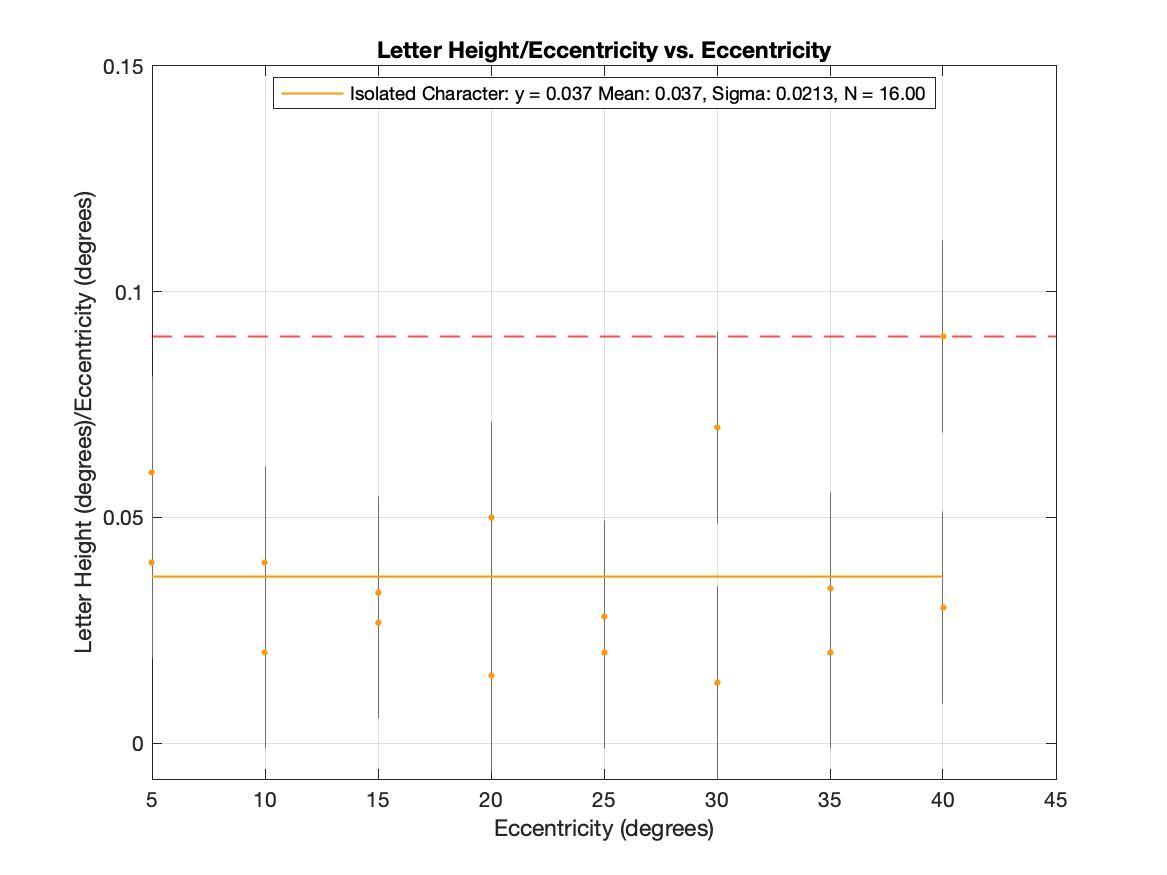 Letter Height/Eccentricity vs. Eccentricity
Isolated Character: y = 0.037 Mean: 0.037, Sigma: 0.0213, N = 16.00
Letter Height (degrees)/Eccentricity (degrees)
0.15
0.1
0.05
0
5 10 15 20 25 30 35 40 45
Eccentricity (degrees)